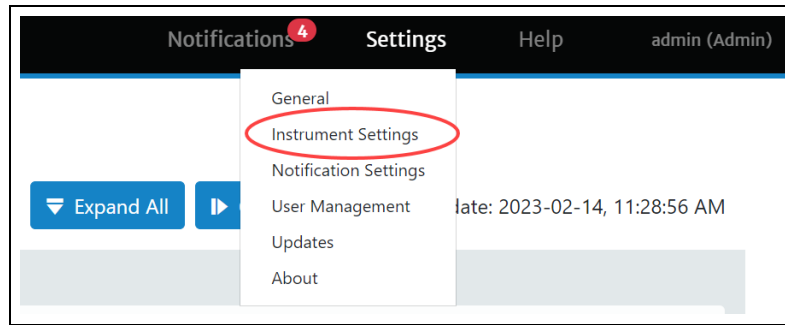 Notifications 4 Settings Help admin (Admin)
General
Instrument Settings
Notification Settings
Expand All User Management date: 2023-02-14, 11:28:56 AM
Updates
About